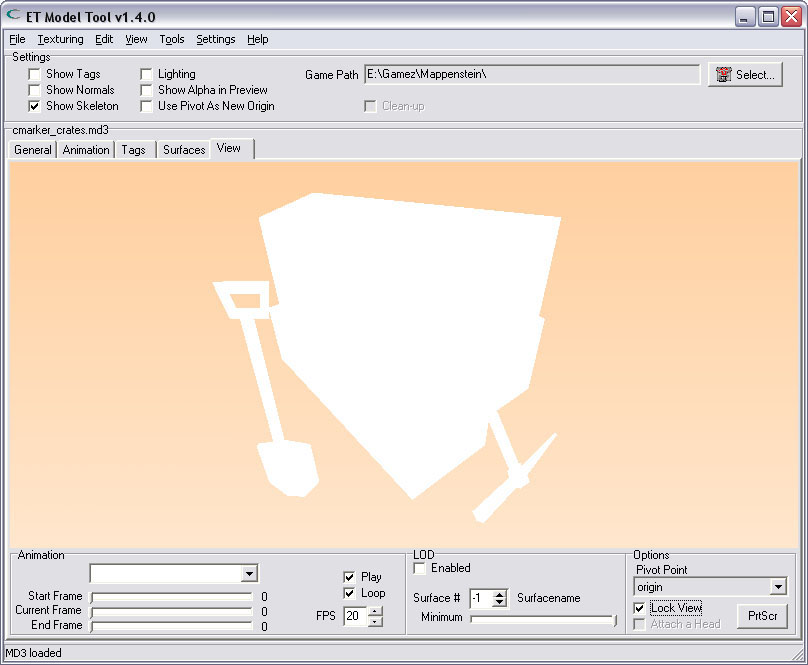 ET Model Tool v1.4.0
File Texturing Edit View Tools Settings Help
Settings
Show Tags Lighting Game Path E:\Gamez\Mappenstein\ Select...
Show Normals Show Alpha in Preview
Show Skeleton Use Pivot As New Origin Clean-up
cmarker_crates.md3
General Animation Tags Surfaces View
Animation LOD Options
Enabled Pivot Point
Play origin
Start Frame 0 Loop Surface # -1 Surfacename Lock View
Current Frame 0 FPS 20 Minimum PrtScr
End Frame 0 Attach a Head
MD3 loaded